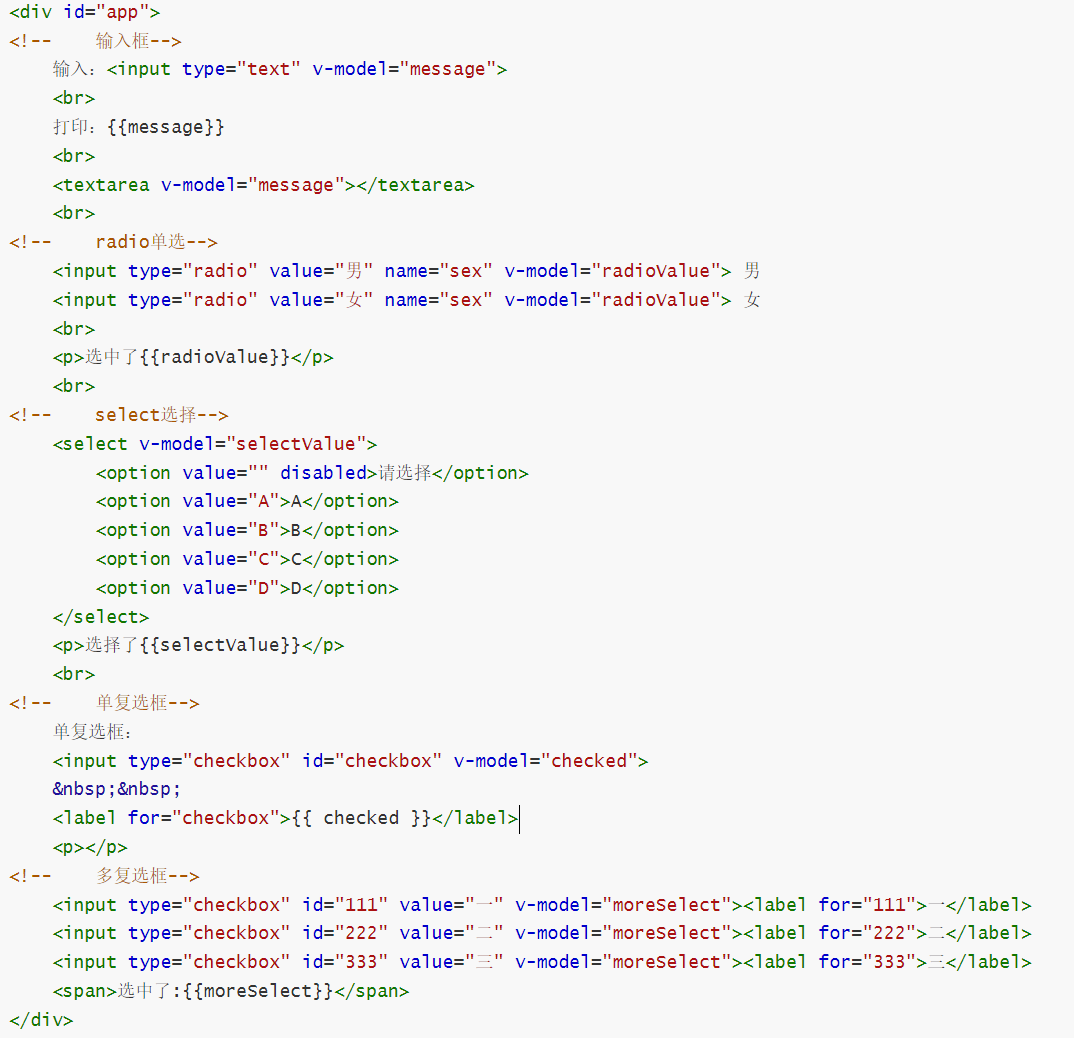 <div id="app">
<!--    输入框-->
    输入：<input type="text" v-model="message">
    <br>
    打印：{{message}}
    <br>
    <textarea v-model="message"></textarea>
    <br>
<!--    radio单选-->
    <input type="radio" value="男" name="sex" v-model="radioValue"> 男
    <input type="radio" value="女" name="sex" v-model="radioValue"> 女
    <br>
    <p>选中了{{radioValue}}</p>
    <br>
<!--    select选择-->
    <select v-model="selectValue">
        <option value="" disabled>请选择</option>
        <option value="A">A</option>
        <option value="B">B</option>
        <option value="C">C</option>
        <option value="D">D</option>
    </select>
    <p>选择了{{selectValue}}</p>
    <br>
<!--    单复选框-->
    单复选框：
    <input type="checkbox" id="checkbox" v-model="checked">
    &nbsp;&nbsp;
    <label for="checkbox">{{ checked }}</label>
    <p></p>
<!--    多复选框-->
    <input type="checkbox" id="111" value="一" v-model="moreSelect"><label for="111">一</label>
    <input type="checkbox" id="222" value="二" v-model="moreSelect"><label for="222">二</label>
    <input type="checkbox" id="333" value="三" v-model="moreSelect"><label for="333">三</label>
    <span>选中了:{{moreSelect}}</span>
</div>